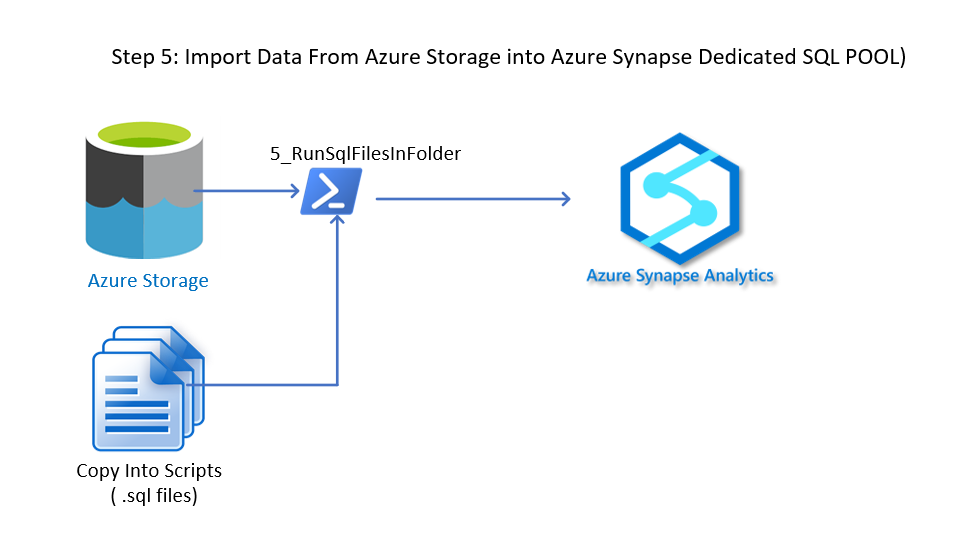 Step 5: Import Data From Azure Storage into Azure Synapse Dedicated SQL POOL)
5_RunSqlFilesInFolder
Azure Storage
Azure Synapse Analytics
Copy Into Scripts
( .sql files)